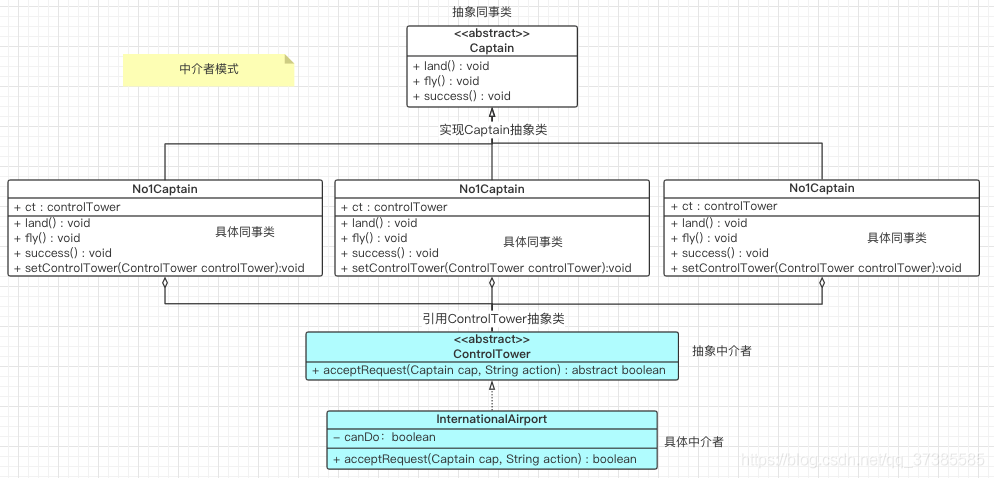 抽象同事类
<<abstract>>
Captain
+ land() : void
+ fly() : void
+ success() : void
中介者模式
实现Captain抽象类
No1Captain
+ ct : controlTower
+ land() : void
+ fly() : void
+ success() : void
+ setControlTower(ControlTower controlTower):void
具体同事类
No1Captain
+ ct : controlTower
+ land() : void
+ fly() : void
+ success() : void
+ setControlTower(ControlTower controlTower):void
具体同事类
No1Captain
+ ct : controlTower
+ land() : void
+ fly() : void
+ success() : void
+ setControlTower(ControlTower controlTower):void
具体同事类
引用ControlTower抽象类
<<abstract>>
ControlTower
+ acceptRequest(Captain cap, String action) : abstract boolean
抽象中介者
InternationalAirport
- canDo：boolean
+ acceptRequest(Captain cap, String action) : boolean
具体中介者
https://blog.csdn.net/qq_37385585